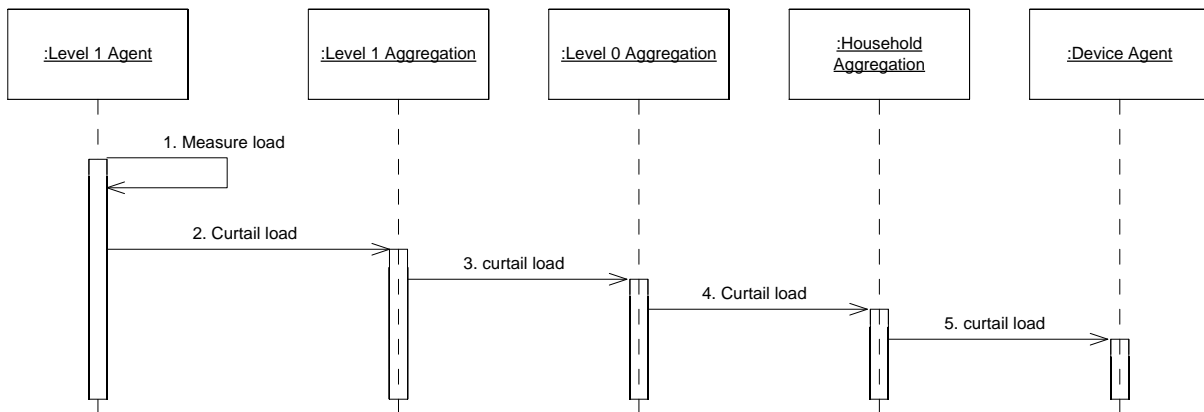 :Level 1 Agent
:Level 1 Aggregation
:Level 0 Aggregation
:Household
Aggregation
:Device Agent
1. Measure load
2. Curtail load
3. curtail load
4. Curtail load
5. curtail load